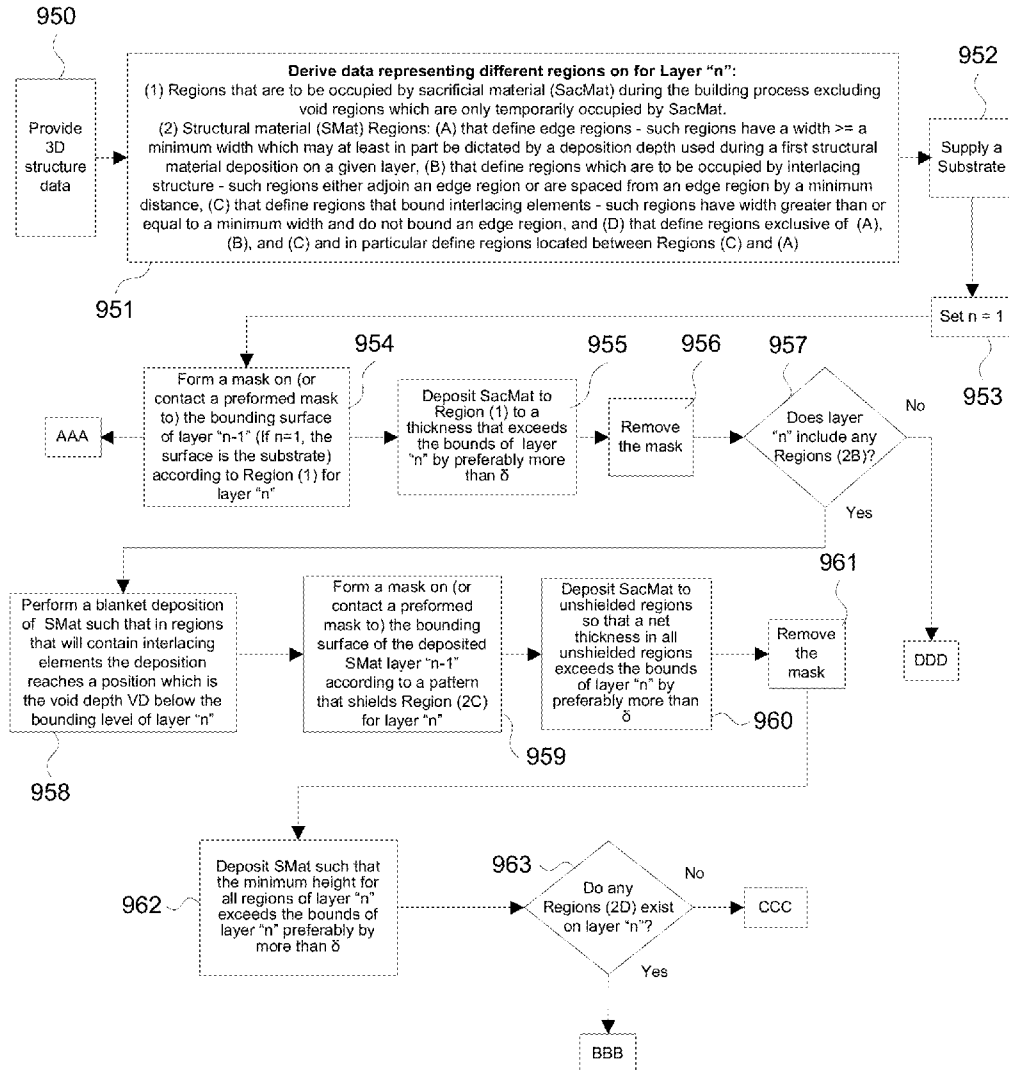 950
Provide
3D
structure
data
Derive data representing different regions on for Layer "n":
(1) Regions that are to be occupied by sacrificial material (SacMat) during the building process excluding
void regions which are only temporarily occupied by SacMat.
(2) Structural material (SMat) Regions: (A) that define edge regions - such regions have a width >= a
minimum width which may at least in part be dictated by a deposition depth used during a first structural
material deposition on a given layer, (B) that define regions which are to be occupied by interlacing
structure - such regions either adjoin an edge region or are spaced from an edge region by a minimum
distance, (C) that define regions that bound interlacing elements - such regions have width greater than or
equal to a minimum width and do not bound an edge region, and (D) that define regions exclusive of (A),
(B), and (C) and in particular define regions located between Regions (C) and (A)
951
952
Supply a
Substrate
Set n = 1
953
954
Form a mask on (or
contact a preformed
mask to) the bounding
surface of layer "n-1"
(If n=1, the
surface is the substrate)
according to Region (1) for
layer "n"
AAA
955
Deposit SacMat to
Region (1) to a
thickness that exceeds
the bounds of layer
"n" by preferably more
than δ
956
Remove
the mask
957
Does layer
"n" include any
Regions (2B)?
No
Yes
DDD
Perform a blanket deposition
of SMat such that in regions
that will contain interlacing
elements the deposition
reaches a position which is
the void depth VD below the
bounding level of layer "n"
958
Form a mask on (or
contact a preformed
mask to) the bounding
surface of the deposited
SMat layer "n-1"
according to a pattern
that shields Region (2C)
for layer "n"
959
Deposit SacMat to
unshielded regions
so that a net
thickness in all
unshielded regions
exceeds the bounds
of layer "n" by
preferably more than
δ
960
961
Remove
the
mask
962
Deposit SMat such that
the minimum height for
all regions of layer "n"
exceeds the bounds of
layer "n" preferably by
more than δ
963
Do any
Regions (2D) exist
on layer "n"?
No
CCC
Yes
BBB